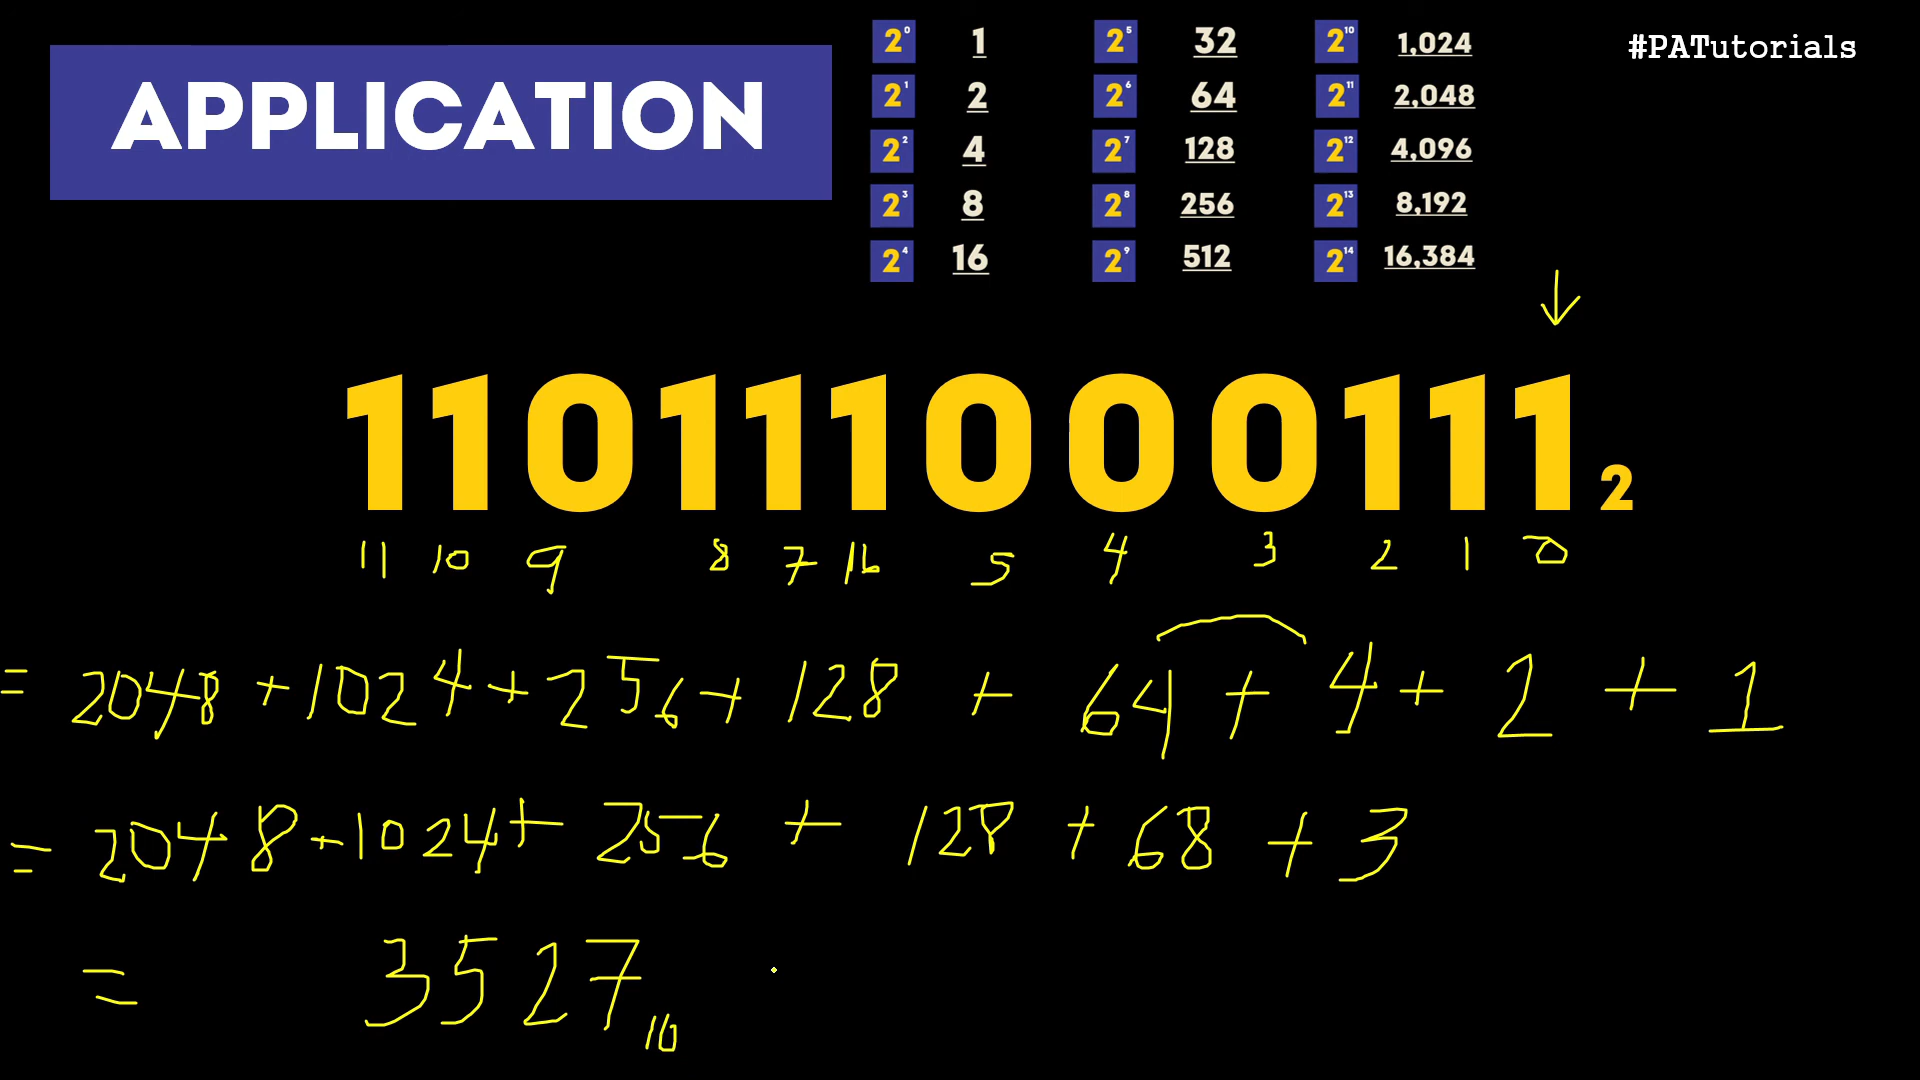 APPLICATION
2⁰ 1 2⁵ 32 2¹⁰ 1,024
2¹ 2 2⁶ 64 2¹¹ 2,048
2² 4 2⁷ 128 2¹² 4,096
2³ 8 2⁸ 256 2¹³ 8,192
2⁴ 16 2⁹ 512 2¹⁴ 16,384
#PATutorials
110111000111₂
11 10 9 8 7 16 5 4 3 2 1 0
= 2048 + 1024 + 256 + 128 + 64 + 4 + 2 + 1
= 2048 + 1024 + 256 + 128 + 68 + 3
= 3527₁₀